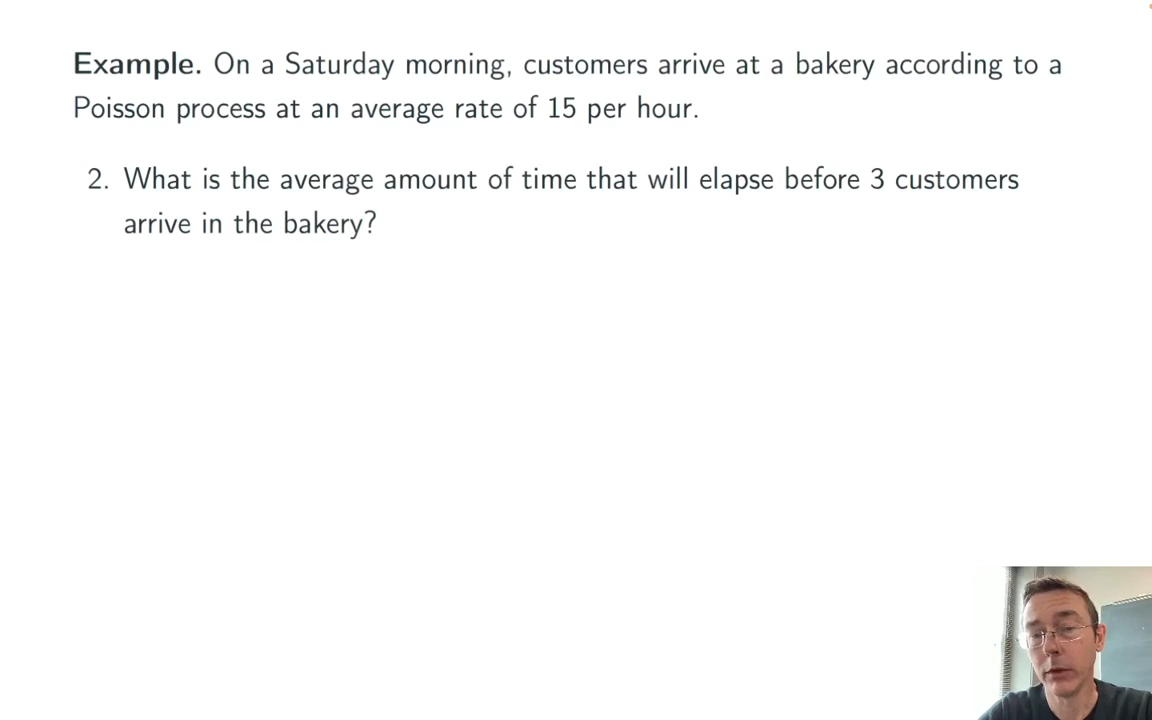 Example. On a Saturday morning, customers arrive at a bakery according to a
Poisson process at an average rate of 15 per hour.
2. What is the average amount of time that will elapse before 3 customers
arrive in the bakery?